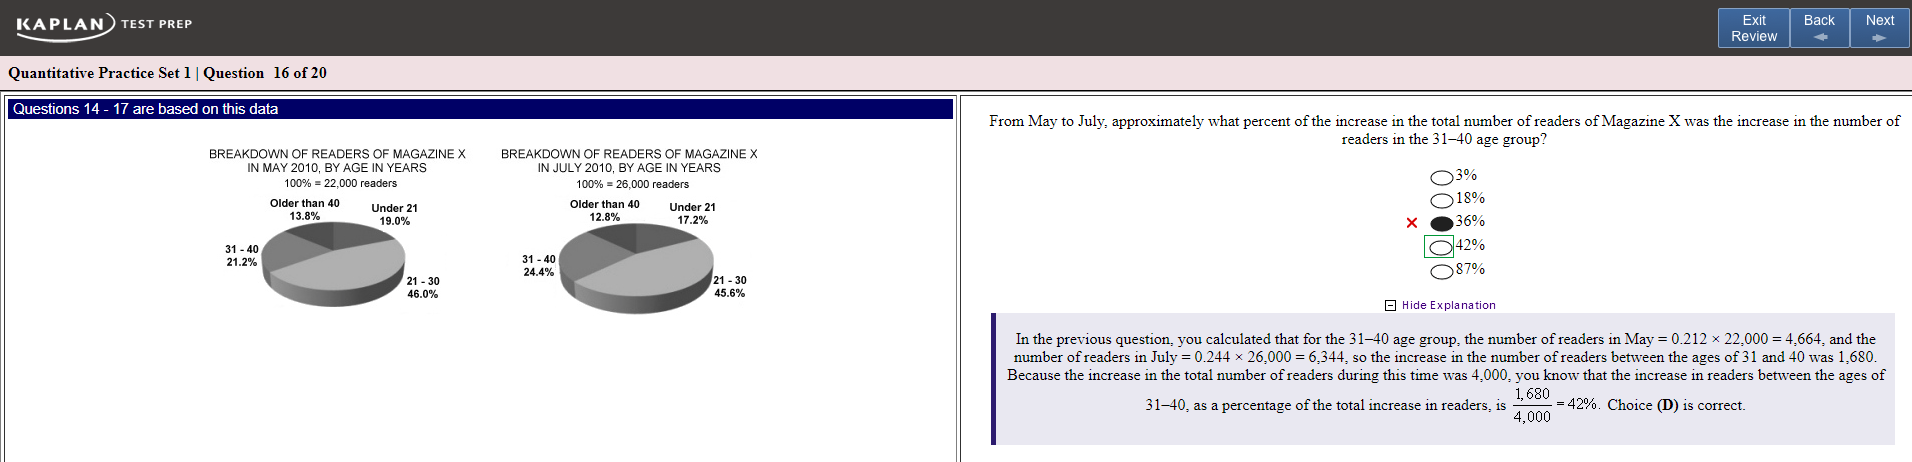 KAPLAN TEST PREP
Exit Review
Back
Next
Quantitative Practice Set 1 | Question 16 of 20
Questions 14 - 17 are based on this data
BREAKDOWN OF READERS OF MAGAZINE X
IN MAY 2010, BY AGE IN YEARS
100% = 22,000 readers
Older than 40
13.8%
Under 21
19.0%
31 - 40
21.2%
21 - 30
46.0%
BREAKDOWN OF READERS OF MAGAZINE X
IN JULY 2010, BY AGE IN YEARS
100% = 26,000 readers
Older than 40
12.8%
Under 21
17.2%
31 - 40
24.4%
21 - 30
45.6%
From May to July, approximately what percent of the increase in the total number of readers of Magazine X was the increase in the number of
readers in the 31–40 age group?
3%
18%
36%
42%
87%
Hide Explanation
In the previous question, you calculated that for the 31–40 age group, the number of readers in May = 0.212 × 22,000 = 4,664, and the
number of readers in July = 0.244 × 26,000 = 6,344, so the increase in the number of readers between the ages of 31 and 40 was 1,680.
Because the increase in the total number of readers during this time was 4,000, you know that the increase in readers between the ages of
31–40, as a percentage of the total increase in readers, is 1,680/4,000 = 42%. Choice (D) is correct.